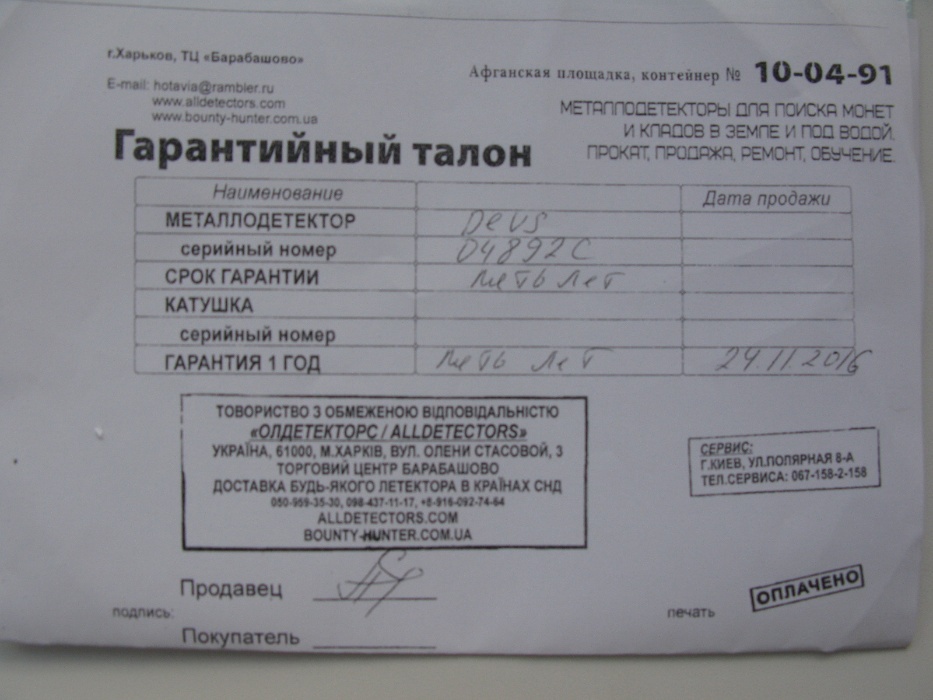 г.Харьков, ТЦ «Барабашово»
Афганская площадка, контейнер № 10-04-91
E-mail: hotavia@rambler.ru
www.alldetectors.com
www.bounty-hunter.com.ua
МЕТАЛЛОДЕТЕКТОРЫ ДЛЯ ПОИСКА МОНЕТ
И КЛАДОВ В ЗЕМЛЕ И ПОД ВОДОЙ.
ПРОКАТ, ПРОДАЖА, РЕМОНТ, ОБУЧЕНИЕ.
Гарантийный талон
Наименование Дата продажи
МЕТАЛЛОДЕТЕКТОР Deus
серийный номер 04892C
СРОК ГАРАНТИИ пять лет
КАТУШКА
серийный номер
ГАРАНТИЯ 1 ГОД пять лет 24.11.2016
ТОВОРИСТВО З ОБМЕЖЕНОЮ ВІДПОВІДАЛЬНІСТЮ
«ОЛДЕТЕКТОРС / ALLDETECTORS»
УКРАЇНА, 61000, М.ХАРКІВ, ВУЛ. ОЛЕНИ СТАСОВОЙ, 3
ТОРГОВИЙ ЦЕНТР БАРАБАШОВО
ДОСТАВКА БУДЬ-ЯКОГО ЛЕТЕКТОРА В КРАЇНАХ СНД
050-959-35-30, 098-437-11-17, +8-916-092-74-64
ALLDETECTORS.COM
BOUNTY-HUNTER.COM.UA
СЕРВИС:
Г.КИЕВ, УЛ.ПОЛЯРНАЯ 8-А
ТЕЛ.СЕРВИСА: 067-158-2-158
Продавец
ОПЛАЧЕНО
подпись: печать
Покупатель